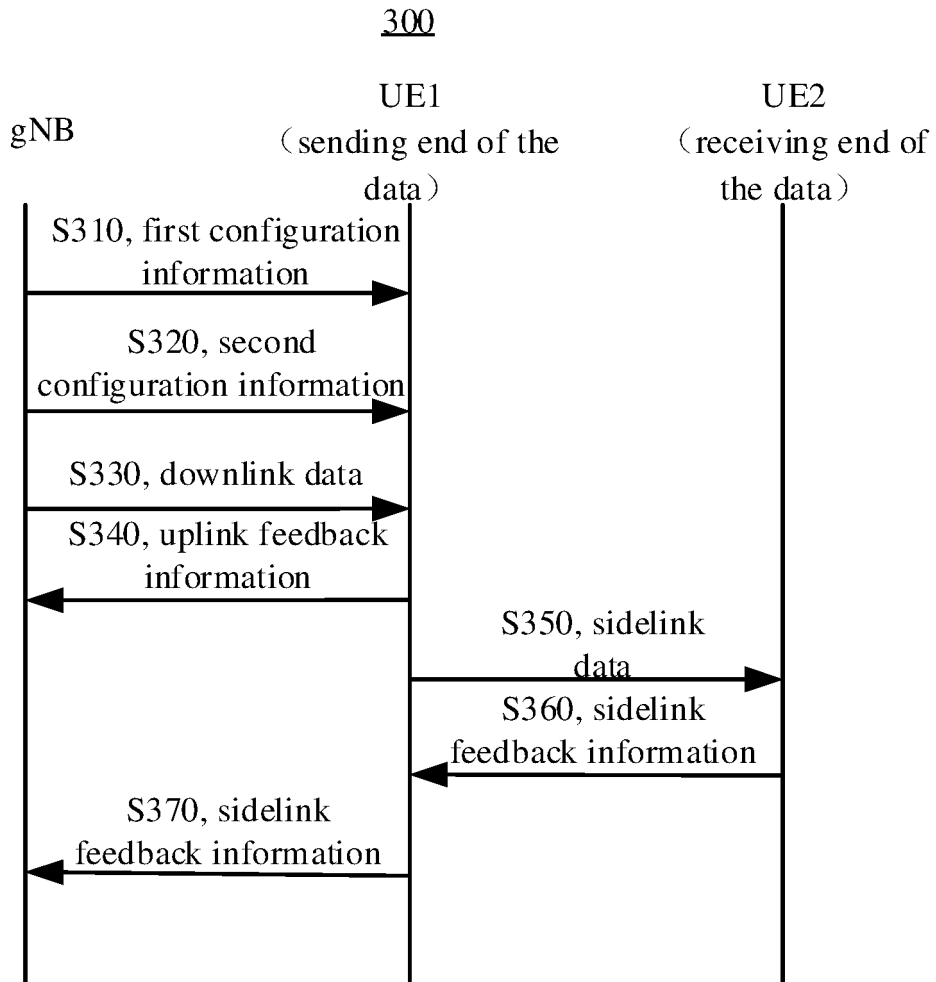 300
gNB
UE1
（sending end of the
data）
UE2
（receiving end of
the data）
S310, first configuration
information
S320, second
configuration information
S330, downlink data
S340, uplink feedback
information
S350, sidelink
data
S360, sidelink
feedback information
S370, sidelink
feedback information